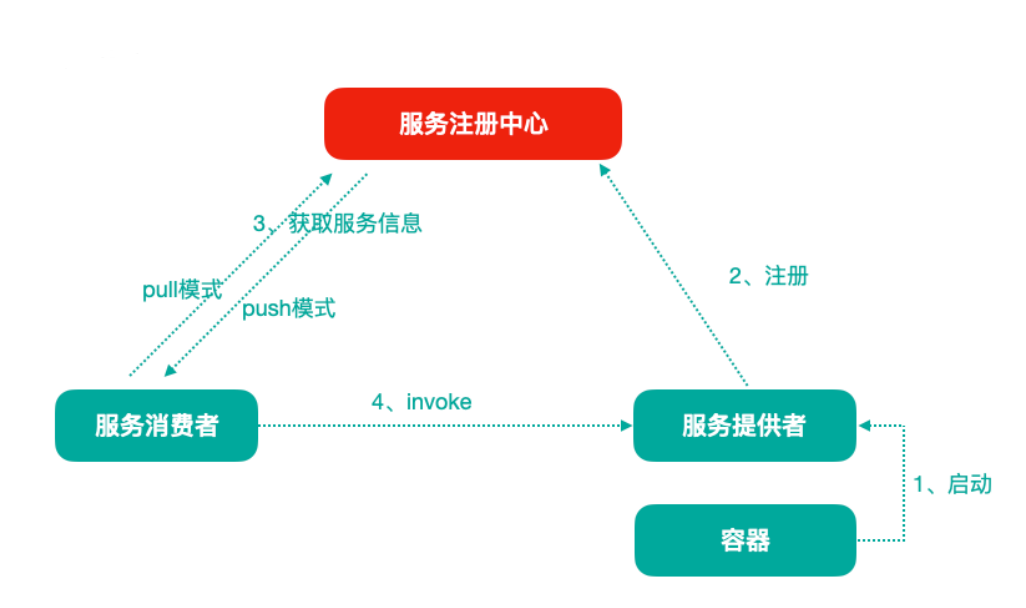 服务注册中心
3、获取服务信息
2、注册
pull模式
push模式
4、invoke
服务消费者
服务提供者
1、启动
容器